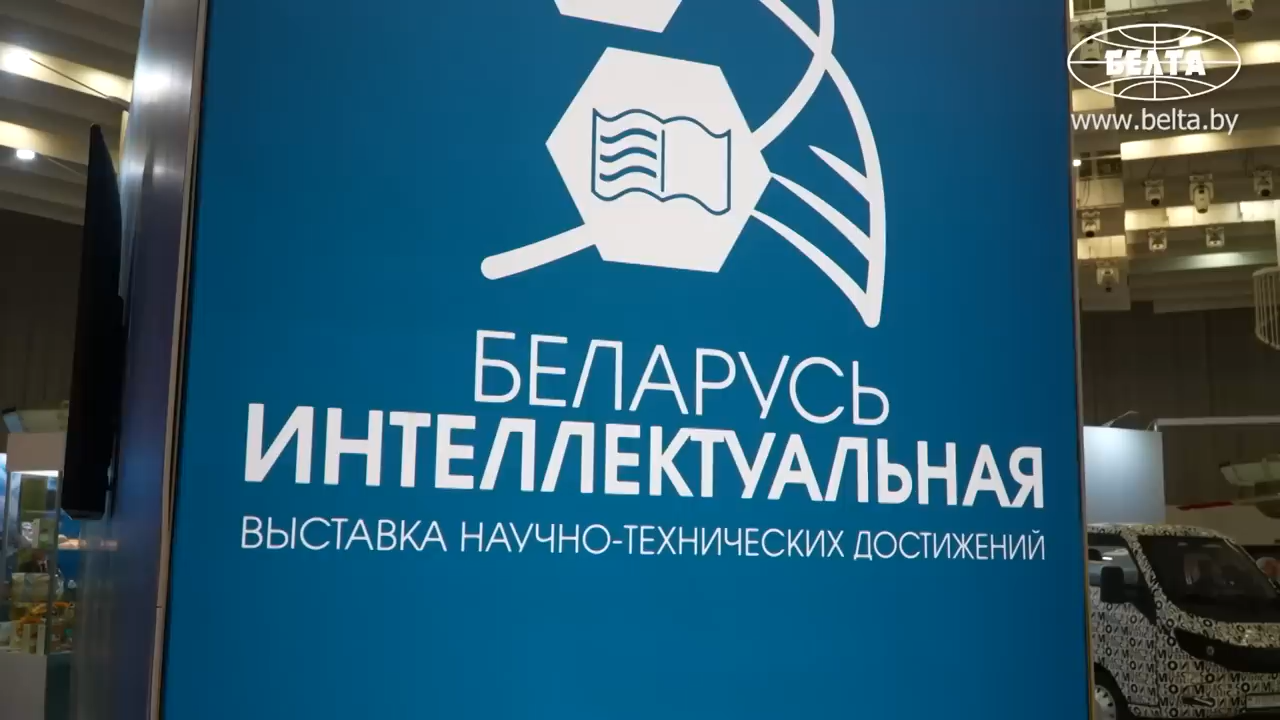 БЕЛТА
www.belta.by
БЕЛАРУСЬ
ИНТЕЛЛЕКТУАЛЬНАЯ
ВЫСТАВКА НАУЧНО-ТЕХНИЧЕСКИХ ДОСТИЖЕНИЙ